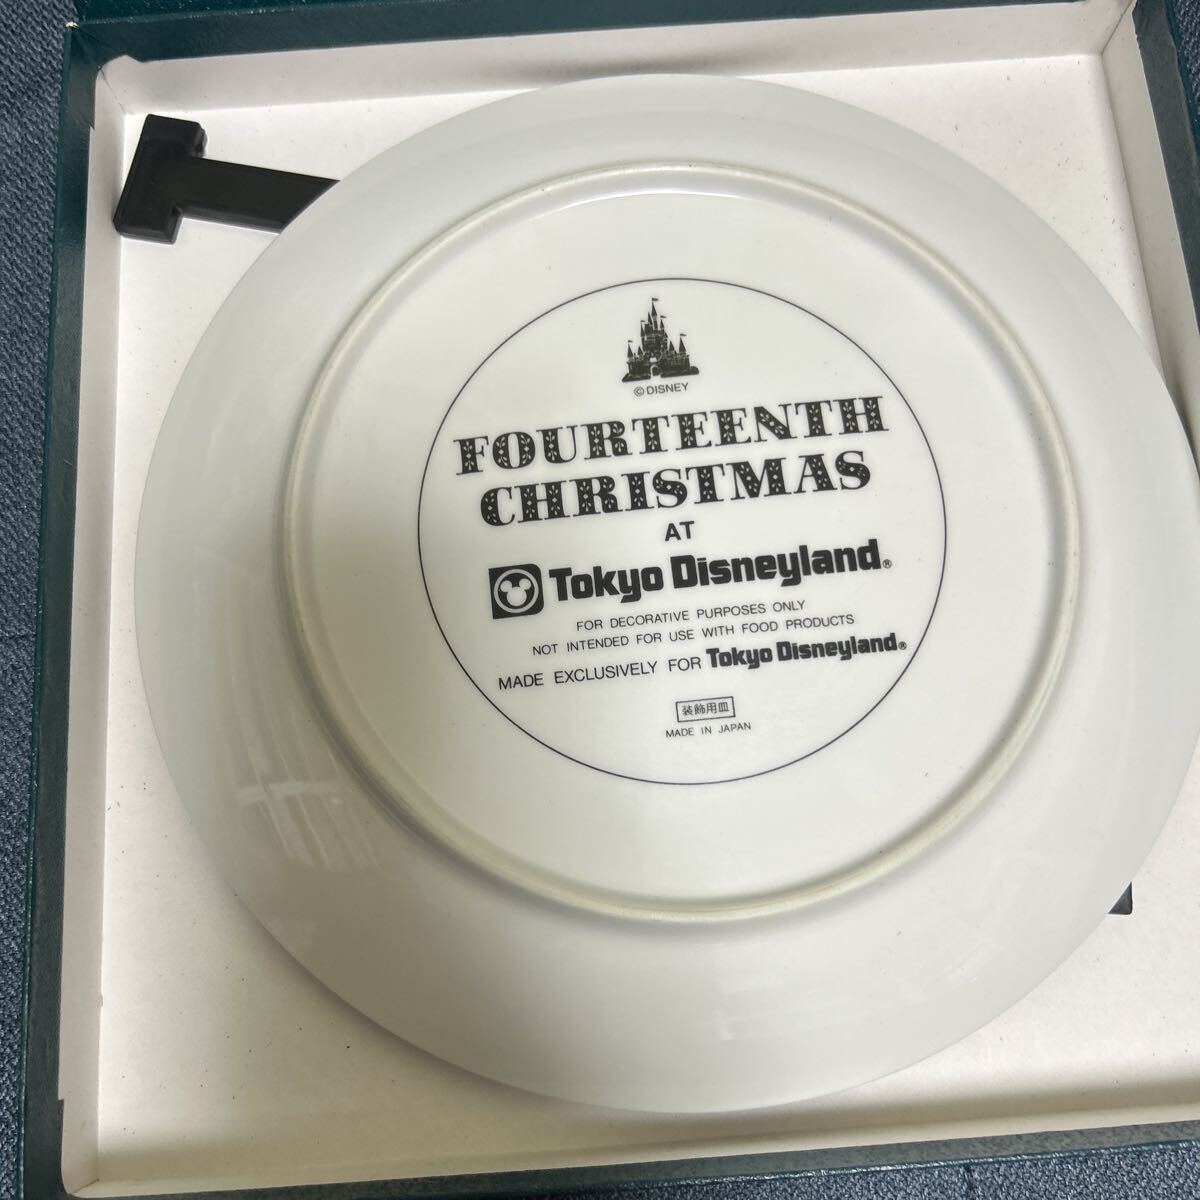 ©DISNEY
FOURTEENTH
CHRISTMAS
AT
Tokyo Disneyland®
FOR DECORATIVE PURPOSES ONLY
NOT INTENDED FOR USE WITH FOOD PRODUCTS
MADE EXCLUSIVELY FOR Tokyo Disneyland®
装飾用皿
MADE IN JAPAN